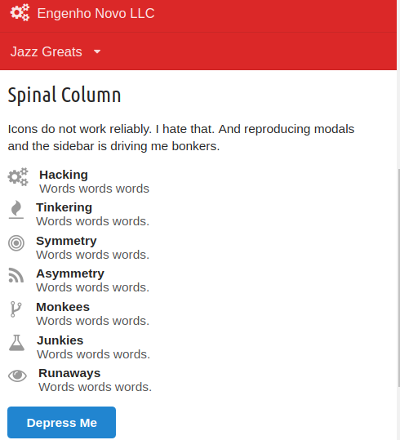 Engenho Novo LLC
Jazz Greats
Spinal Column
Icons do not work reliably. I hate that. And reproducing modals
and the sidebar is driving me bonkers.
Hacking
Words words words
Tinkering
Words words words.
Symmetry
Words words words.
Asymmetry
Words words words.
Monkees
Words words words.
Junkies
Words words words.
Runaways
Words words words.
Depress Me